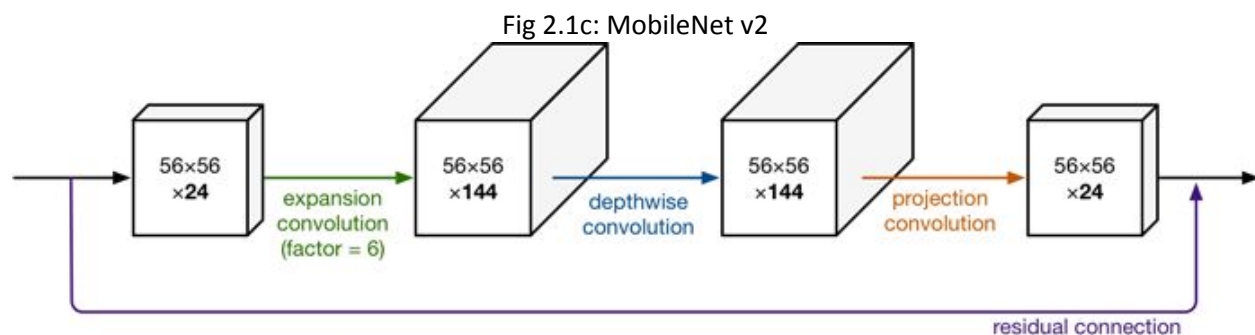 Fig 2.1c: MobileNet v2
56×56
×24
expansion
convolution
(factor = 6)
56×56
×144
depthwise
convolution
56×56
×144
projection
convolution
56×56
×24
residual connection